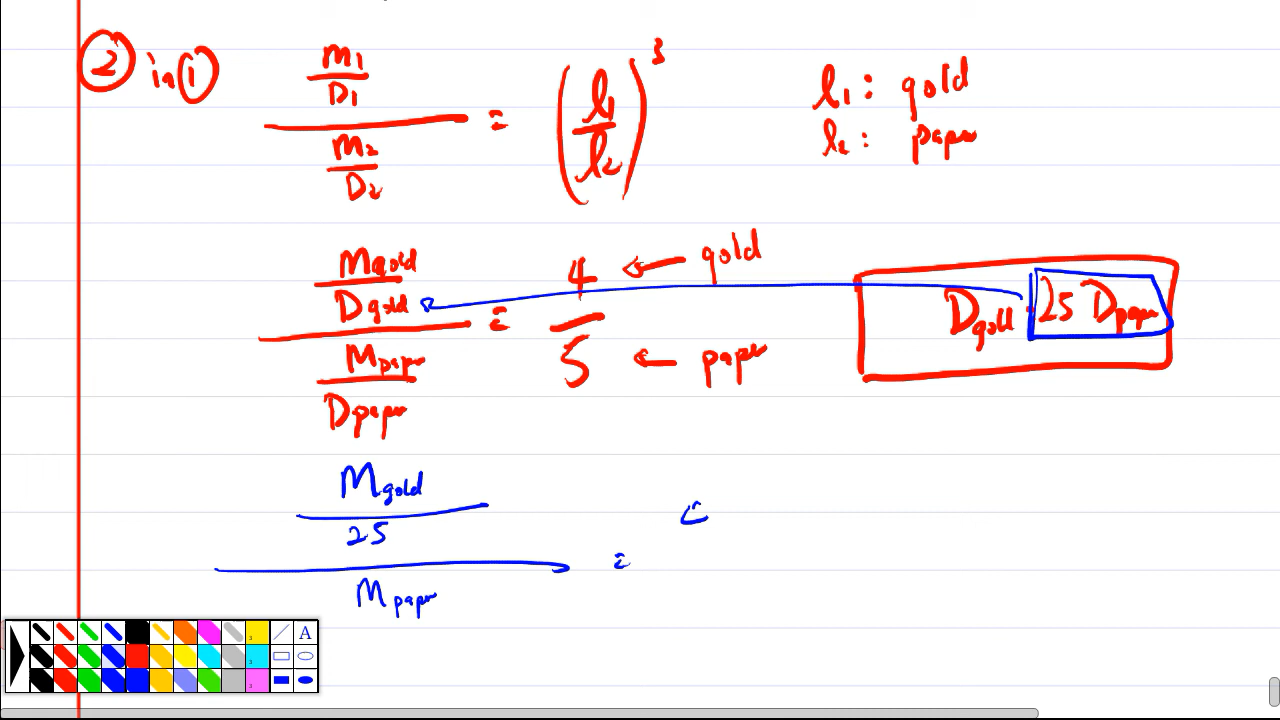 ② in ①
M₁
D₁
M₂
D₂
=
(l₁/l₂)³
l₁ : gold
l₂ : paper
Mgold
Dgold
Mpaper
Dpaper
=
4 ← gold
5 ← paper
Dgold = 25 Dpaper
Mgold
25
Mpaper
=
A